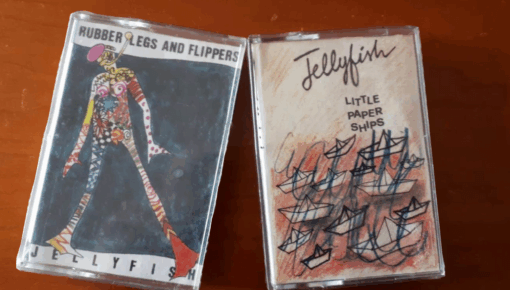 RUBBER LEGS AND FLIPPERS
JELLYFISH
Jellyfish
LITTLE
PAPER
SHIPS